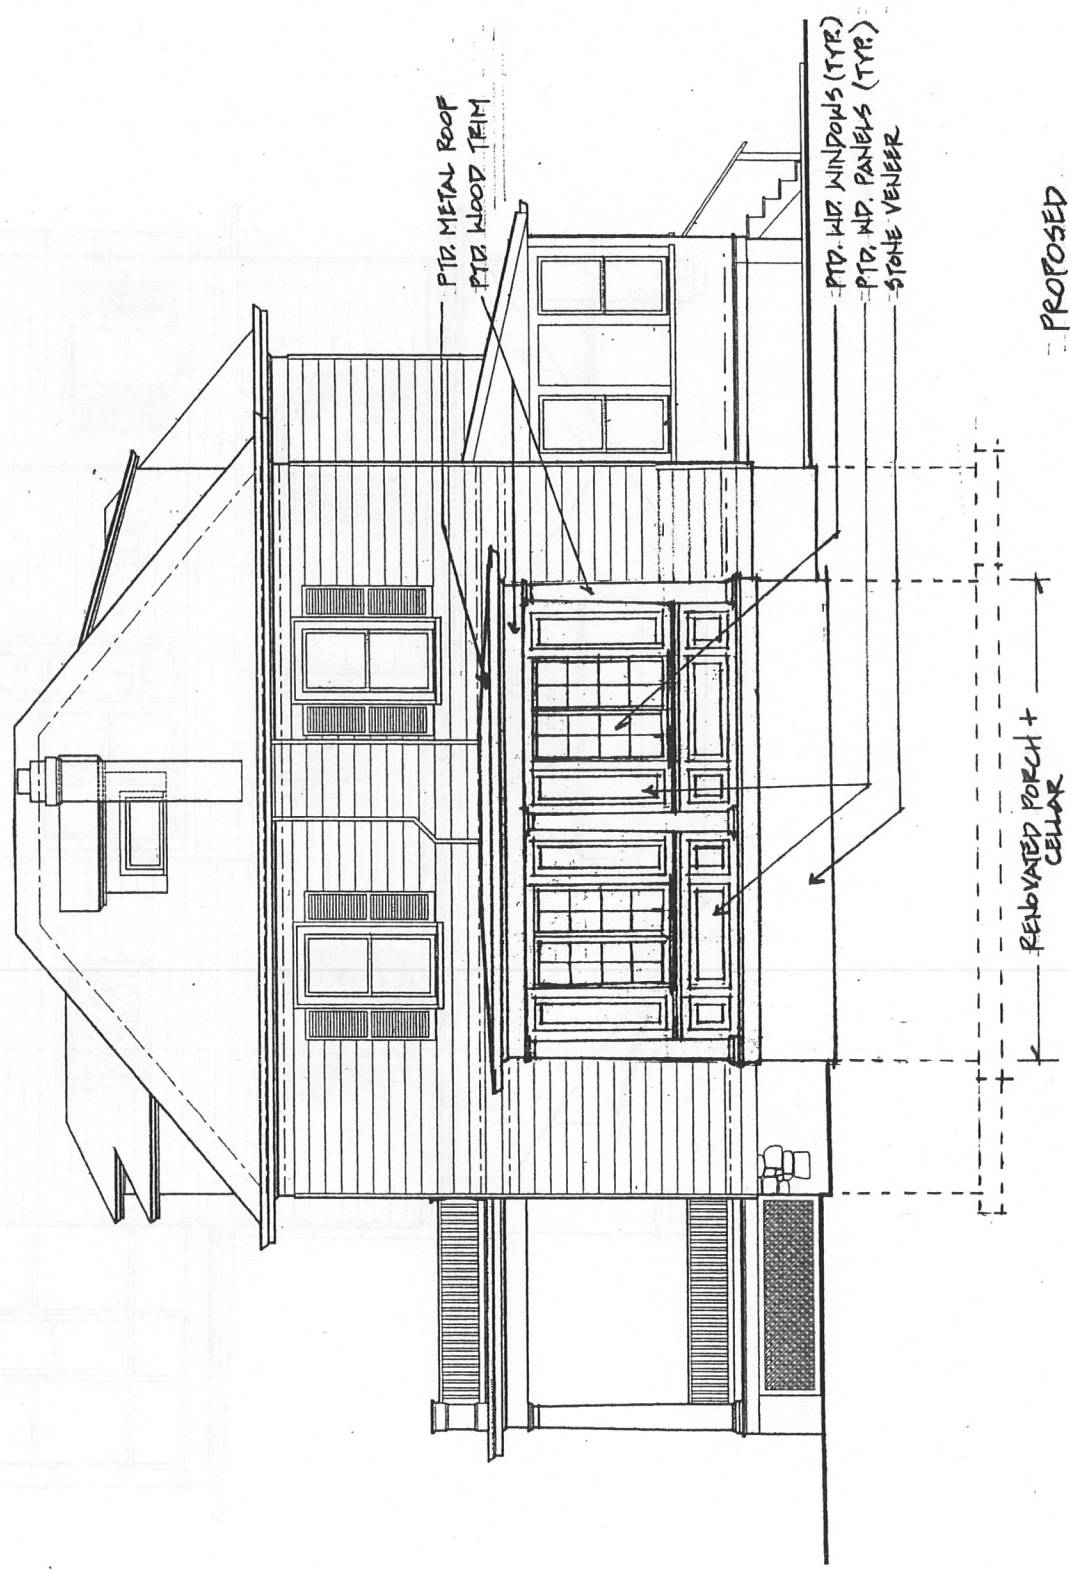 PTD. METAL ROOF
PTD. WOOD TRIM
PTD. WD. WINDOWS (TYP.)
PTD. WD. PANELS (TYP.)
STONE VENEER
RENOVATED PORCH +
CELLAR
PROPOSED